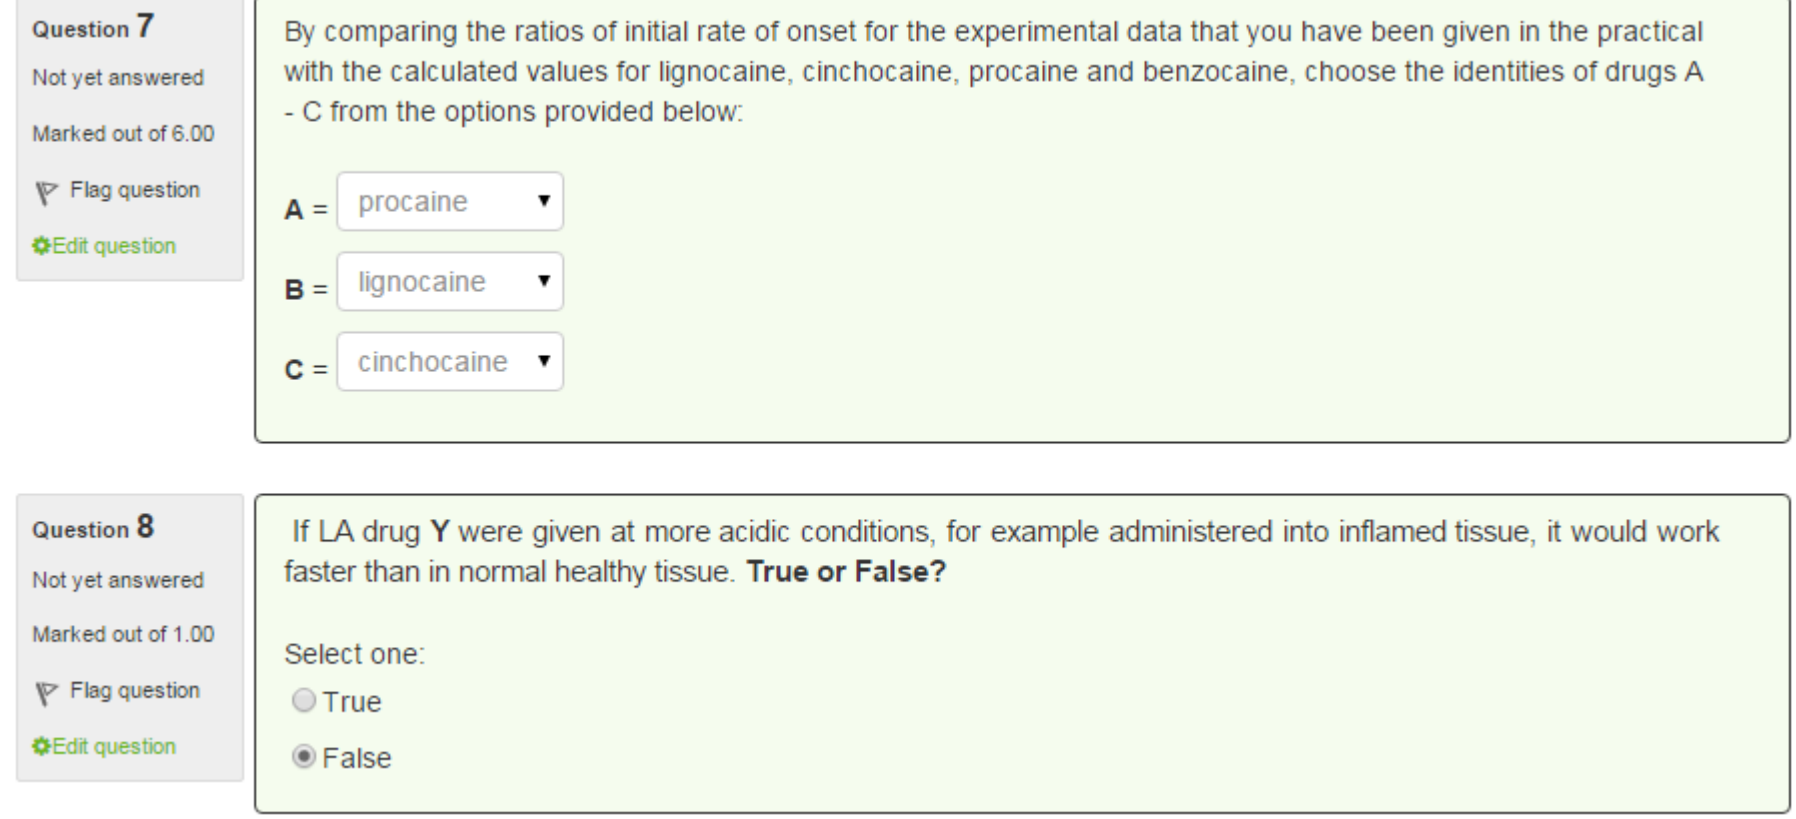 Question 7
Not yet answered
Marked out of 6.00
Flag question
Edit question
By comparing the ratios of initial rate of onset for the experimental data that you have been given in the practical
with the calculated values for lignocaine, cinchocaine, procaine and benzocaine, choose the identities of drugs A
- C from the options provided below:
A = procaine
B = lignocaine
C = cinchocaine
Question 8
Not yet answered
Marked out of 1.00
Flag question
Edit question
If LA drug Y were given at more acidic conditions, for example administered into inflamed tissue, it would work
faster than in normal healthy tissue. True or False?
Select one:
True
False